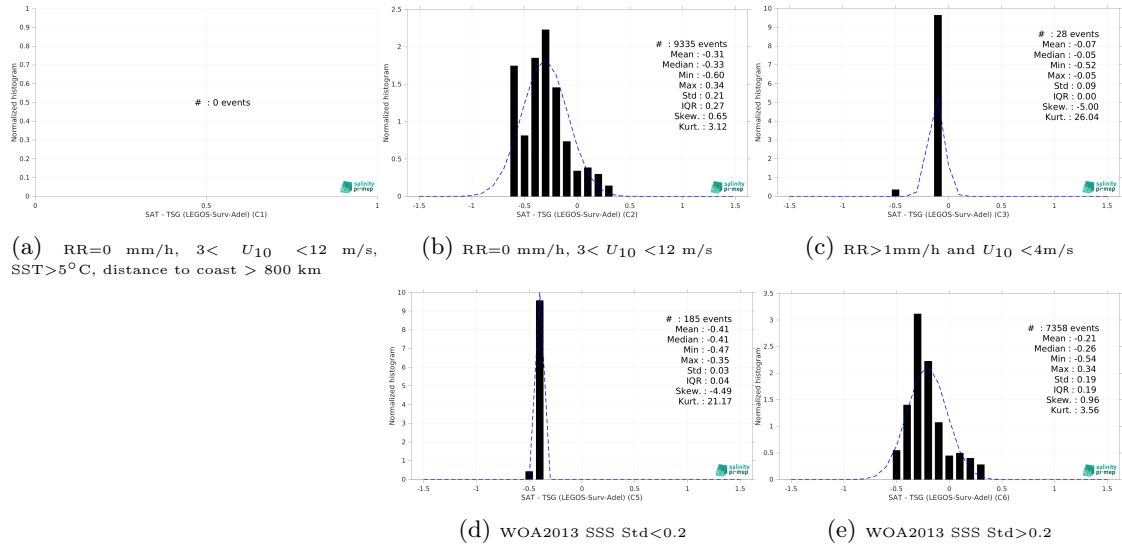 1
0.9
0.8
0.7
0.6
0.5
0.4
0.3
0.2
0.1
0
Normalized histogram
# : 0 events
salinity
pi-mep
0 0.5 1
SAT - TSG (LEGOS-Surv-Adel) (C1)
(a) RR=0 mm/h, 3< U10 <12 m/s,
SST>5°C, distance to coast > 800 km
2.5
2
1.5
1
0.5
0
Normalized histogram
# : 9335 events
Mean : -0.31
Median : -0.33
Min : -0.60
Max : 0.34
Std : 0.21
IQR : 0.27
Skew. : 0.65
Kurt. : 3.12
salinity
pi-mep
-1.5 -1 -0.5 0 0.5 1 1.5
SAT - TSG (LEGOS-Surv-Adel) (C2)
(b) RR=0 mm/h, 3< U10 <12 m/s
10
9
8
7
6
5
4
3
2
1
0
Normalized histogram
# : 28 events
Mean : -0.07
Median : -0.05
Min : -0.52
Max : -0.05
Std : 0.09
IQR : 0.00
Skew. : -5.00
Kurt. : 26.04
salinity
pi-mep
-1.5 -1 -0.5 0 0.5 1 1.5
SAT - TSG (LEGOS-Surv-Adel) (C3)
(c) RR>1mm/h and U10 <4m/s
10
9
8
7
6
5
4
3
2
1
0
Normalized histogram
# : 185 events
Mean : -0.41
Median : -0.41
Min : -0.47
Max : -0.35
Std : 0.03
IQR : 0.04
Skew. : -4.49
Kurt. : 21.17
salinity
pi-mep
-1.5 -1 -0.5 0 0.5 1 1.5
SAT - TSG (LEGOS-Surv-Adel) (C5)
(d) WOA2013 SSS Std<0.2
3.5
3
2.5
2
1.5
1
0.5
0
Normalized histogram
# : 7358 events
Mean : -0.21
Median : -0.26
Min : -0.54
Max : 0.34
Std : 0.19
IQR : 0.19
Skew. : 0.96
Kurt. : 3.56
salinity
pi-mep
-1.5 -1 -0.5 0 0.5 1 1.5
SAT - TSG (LEGOS-Surv-Adel) (C6)
(e) WOA2013 SSS Std>0.2